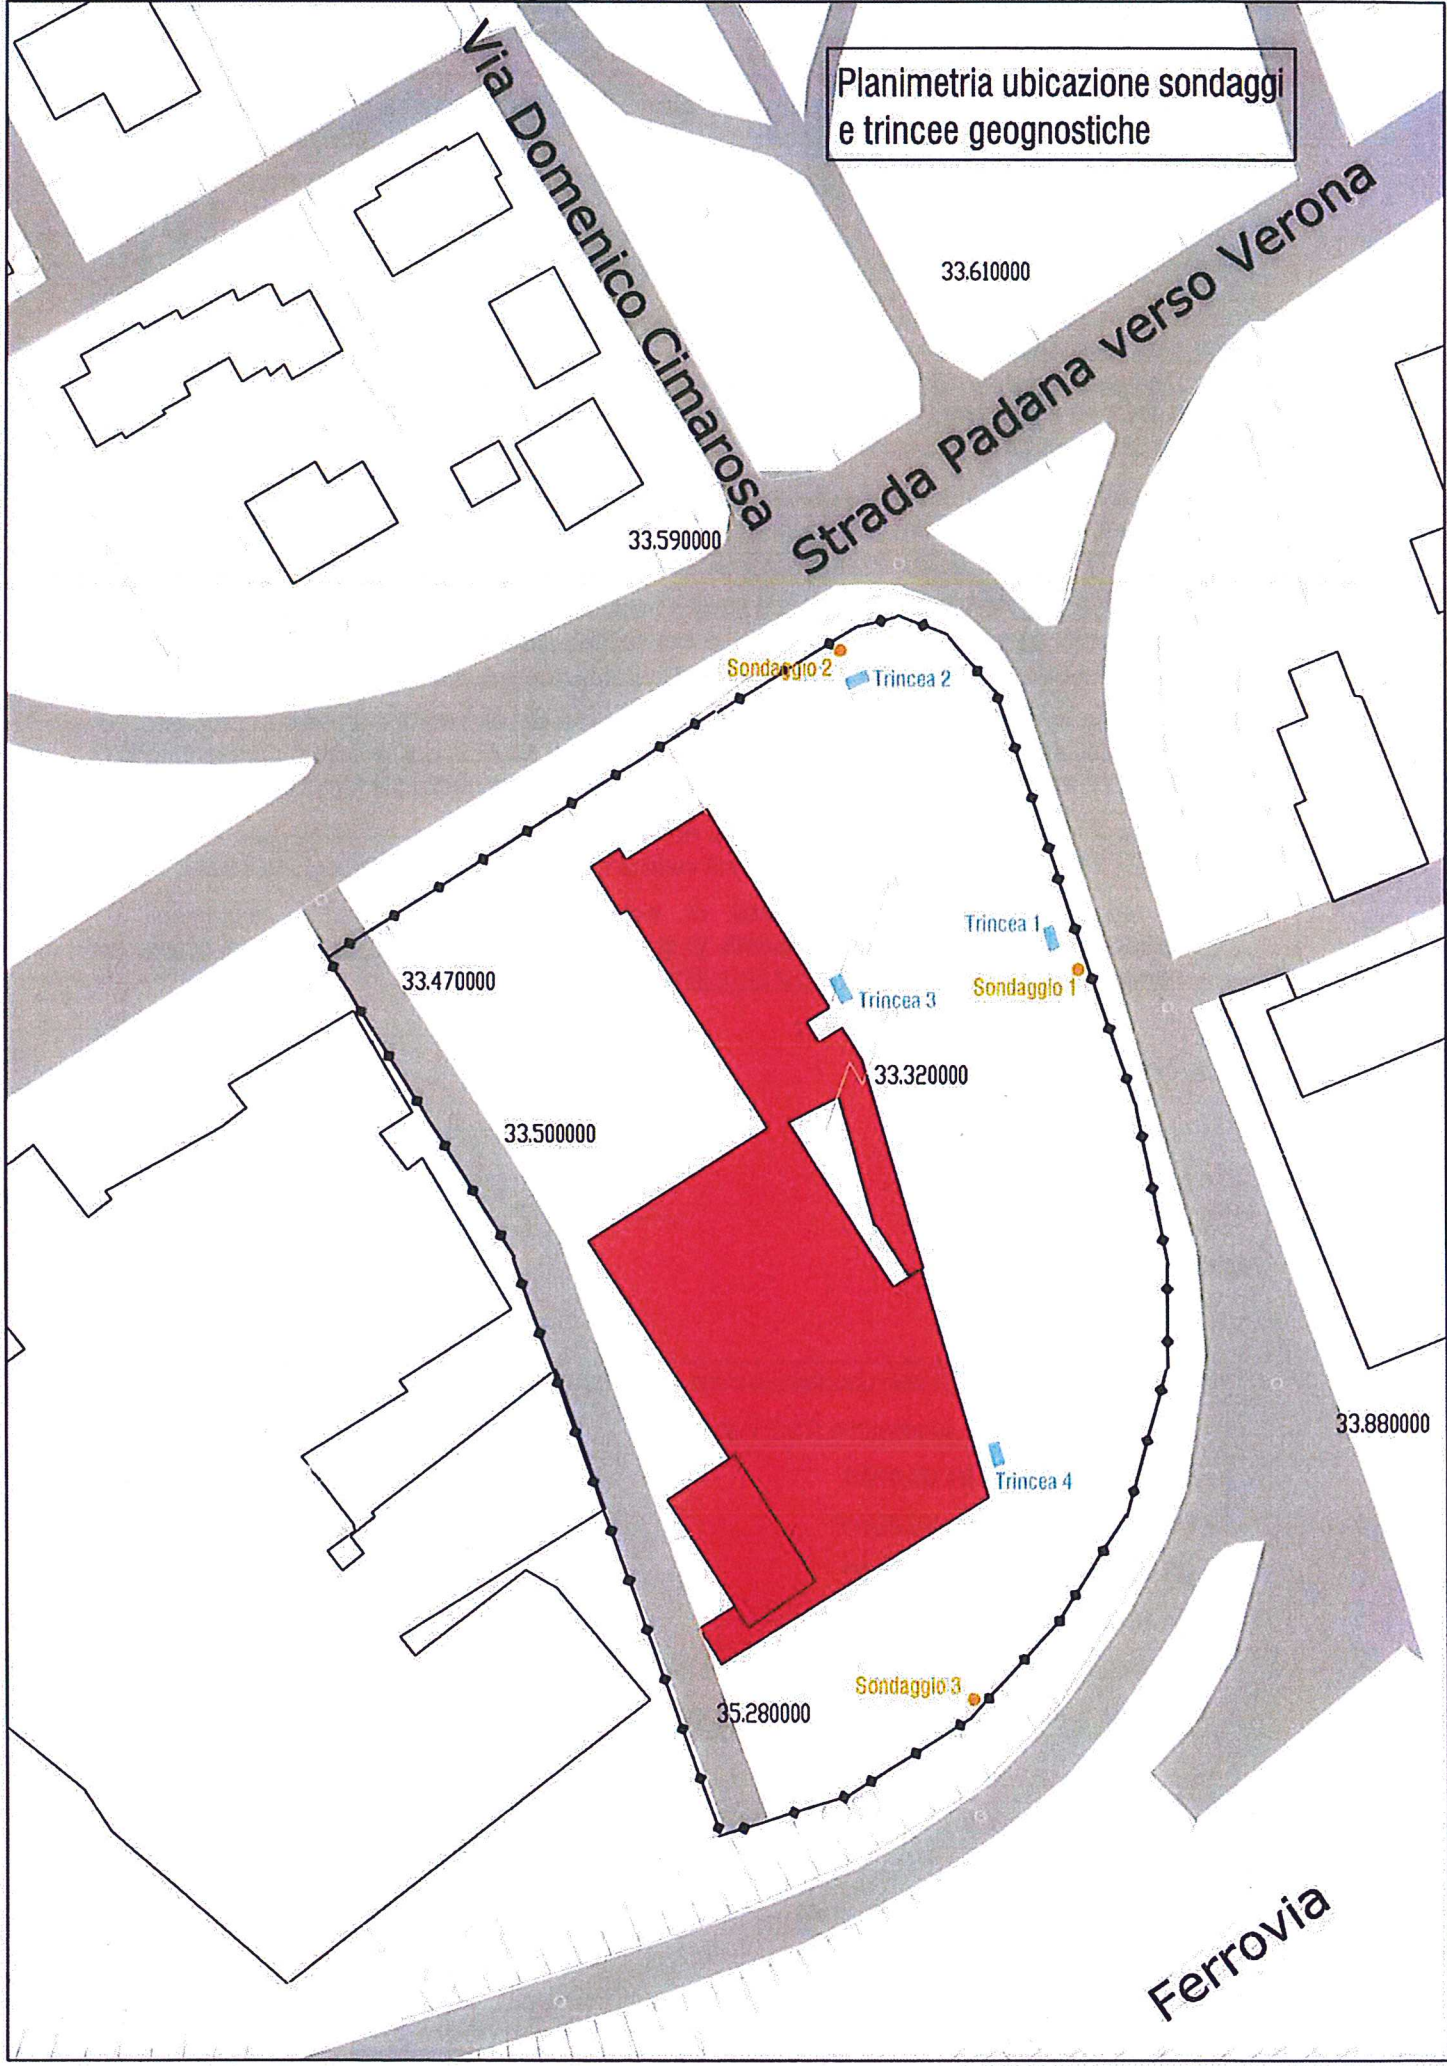 Planimetria ubicazione sondaggi
e trincee geognostiche
Via Domenico Cimarosa
33.610000
Strada Padana verso Verona
33.590000
Sondaggio 2
Trincea 2
Trincea 1
33.470000
Sondaggio 1
Trincea 3
33.320000
33.500000
33.880000
Trincea 4
Sondaggio 3
35.280000
Ferrovia